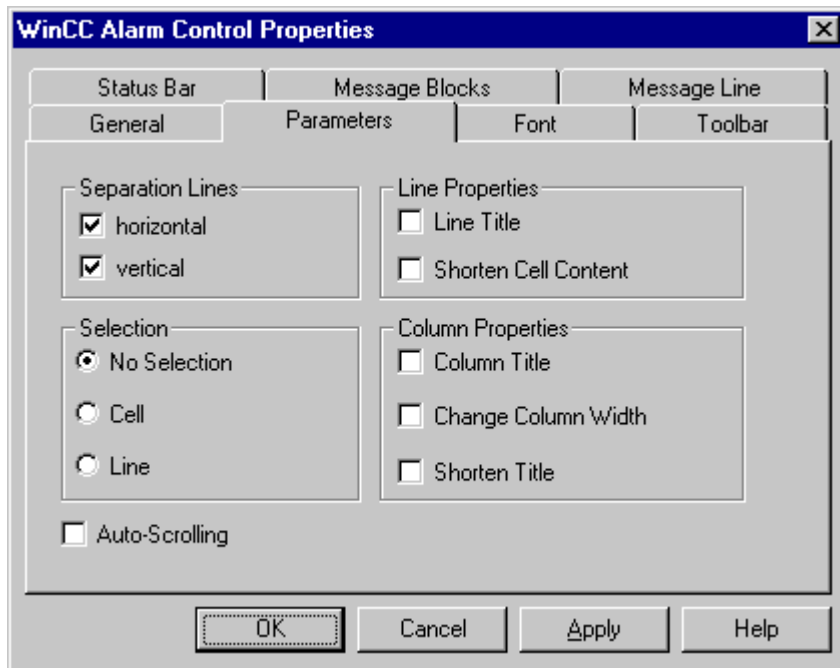 WinCC Alarm Control Properties
Status Bar
Message Blocks
Message Line
General
Parameters
Font
Toolbar
Separation Lines
horizontal
vertical
Line Properties
Line Title
Shorten Cell Content
Selection
No Selection
Cell
Line
Column Properties
Column Title
Change Column Width
Shorten Title
Auto-Scrolling
OK
Cancel
Apply
Help